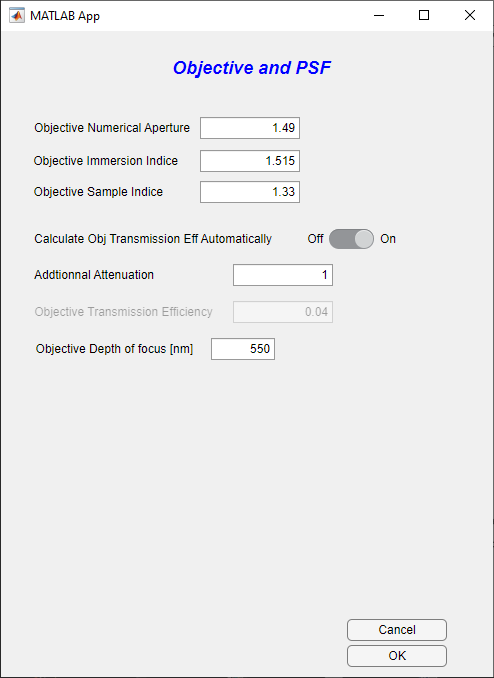 MATLAB App
Objective and PSF
Objective Numerical Aperture 1.49
Objective Immersion Indice 1.515
Objective Sample Indice 1.33
Calculate Obj Transmission Eff Automatically Off On
Addtionnal Attenuation 1
Objective Transmission Efficiency 0.04
Objective Depth of focus [nm] 550
Cancel
OK